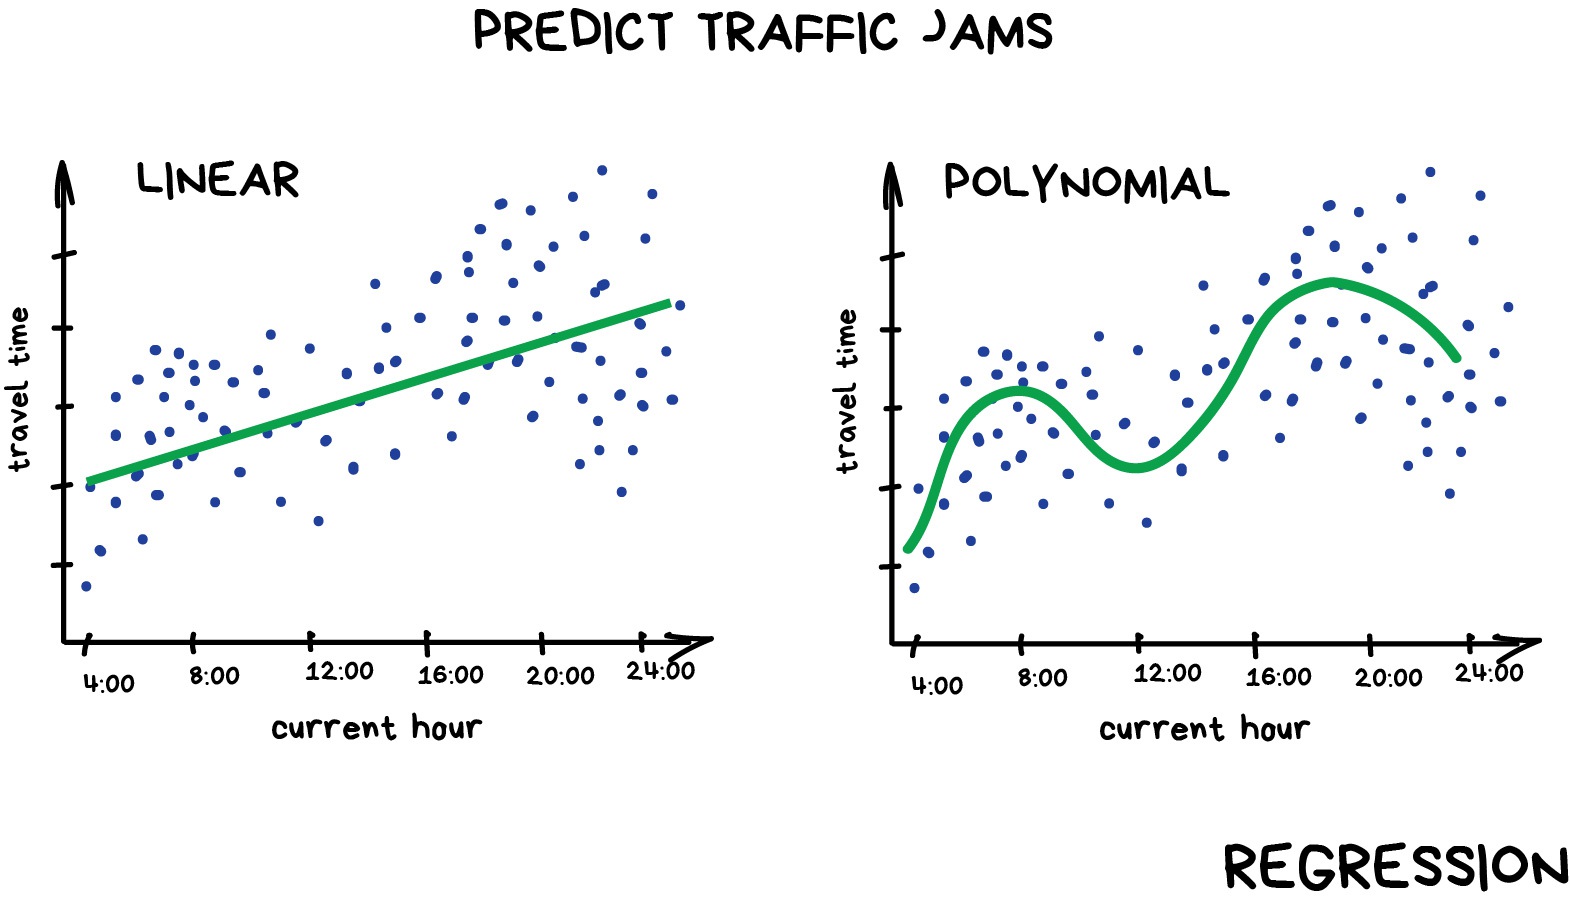 PREDICT TRAFFIC JAMS
LINEAR
travel time
4:00 8:00 12:00 16:00 20:00 24:00
current hour
POLYNOMIAL
travel time
4:00 8:00 12:00 16:00 20:00 24:00
current hour
REGRESSION